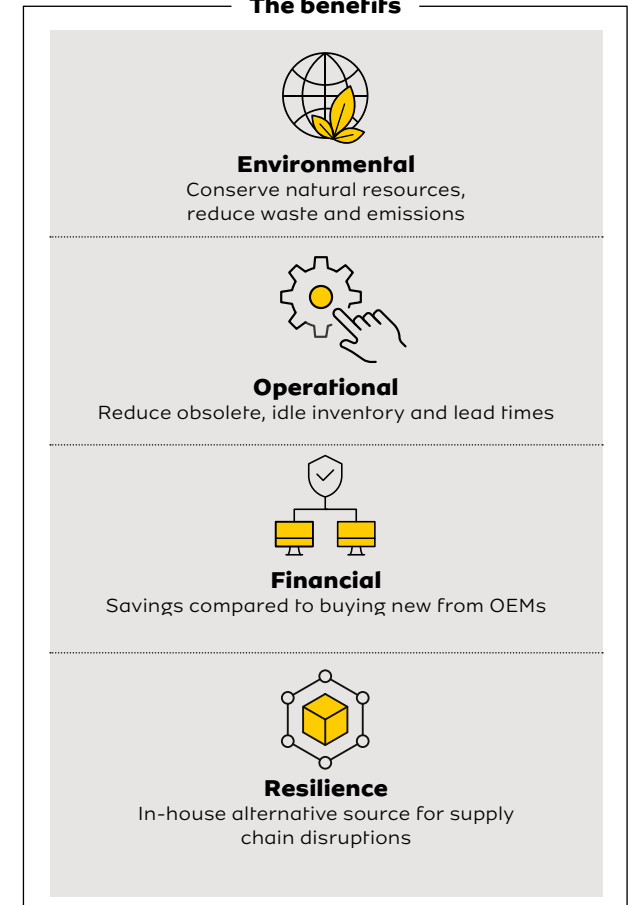 The benefits
Environmental
Conserve natural resources,
reduce waste and emissions
Operational
Reduce obsolete, idle inventory and lead times
Financial
Savings compared to buying new from OEMs
Resilience
In-house alternative source for supply
chain disruptions